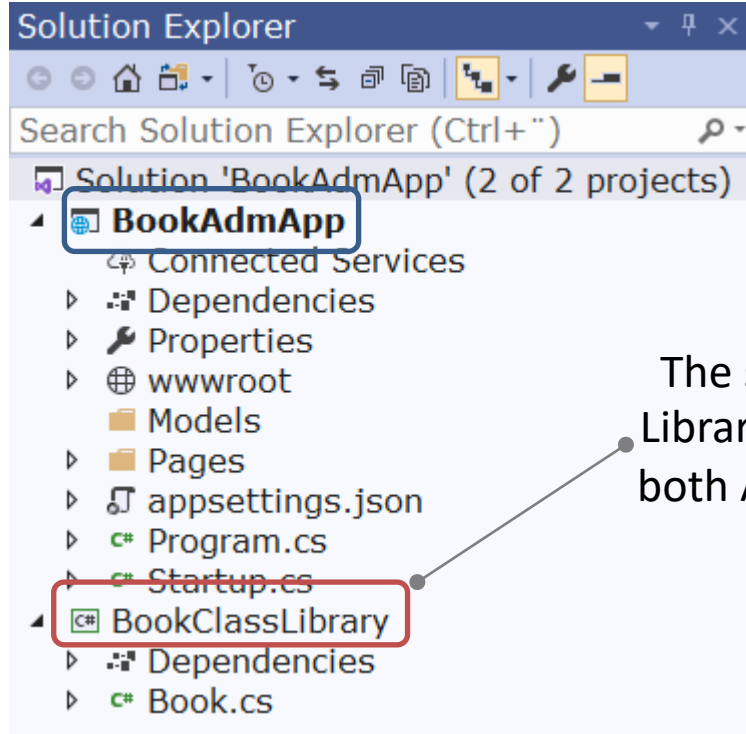 Solution Explorer
Search Solution Explorer (Ctrl+¨)
Solution 'BookAdmApp' (2 of 2 projects)
BookAdmApp
Connected Services
Dependencies
Properties
wwwroot
Models
Pages
appsettings.json
Program.cs
Startup.cs
BookClassLibrary
Dependencies
Book.cs
The
Librar
both